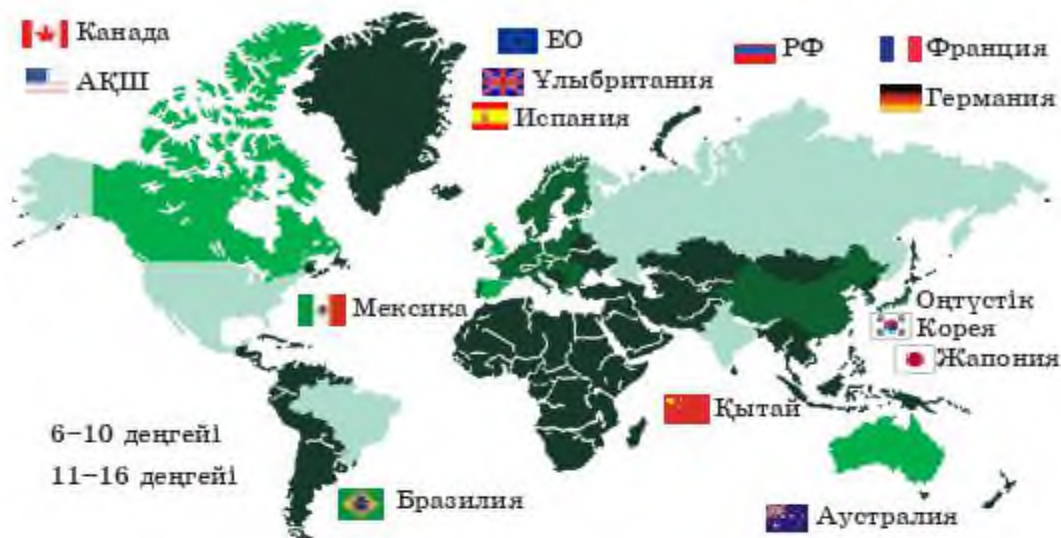 Канада
ЕО
РФ
Франция
АҚШ
Ұлыбритания
Германия
Испания
Мексика
Оңтүстік
Корея
Жапония
Қытай
6–10 деңгейі
11–16 деңгейі
Бразилия
Аустралия